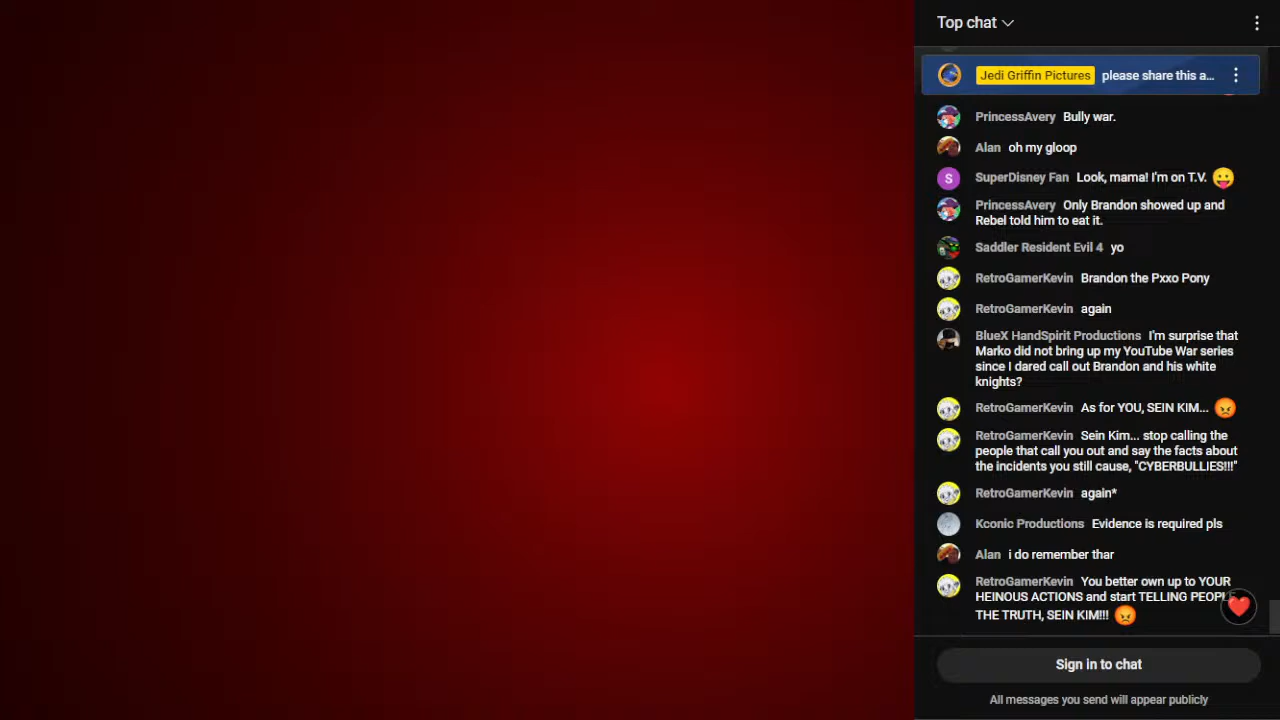 Top chat
Jedi Griffin Pictures please share this a...
PrincessAvery Bully war.
Alan oh my gloop
S SuperDisney Fan Look, mama! I'm on T.V. 😛
PrincessAvery Only Brandon showed up and
Rebel told him to eat it.
Saddler Resident Evil 4 yo
RetroGamerKevin Brandon the Pxxo Pony
RetroGamerKevin again
BlueX HandSpirit Productions I'm surprise that
Marko did not bring up my YouTube War series
since I dared call out Brandon and his white
knights?
RetroGamerKevin As for YOU, SEIN KIM... 😡
RetroGamerKevin Sein Kim... stop calling the
people that call you out and say the facts about
the incidents you still cause, "CYBERBULLIES!!!"
RetroGamerKevin again*
Kconic Productions Evidence is required pls
Alan i do remember thar
RetroGamerKevin You better own up to YOUR
HEINOUS ACTIONS and start TELLING PEOPLE
THE TRUTH, SEIN KIM!!! 😡
Sign in to chat
All messages you send will appear publicly